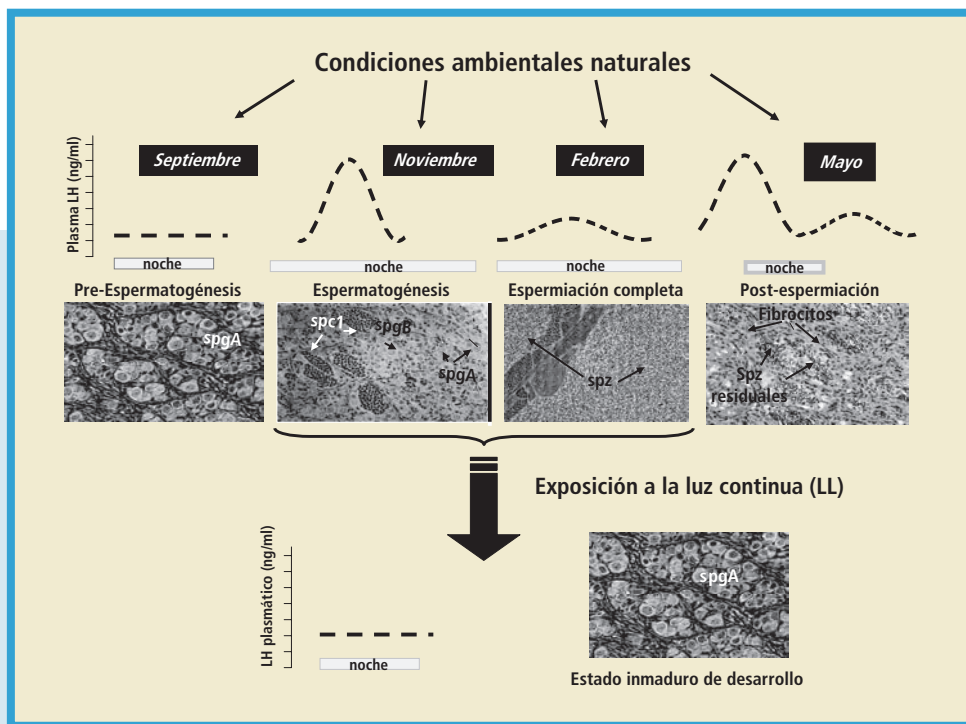 Condiciones ambientales naturales
Plasma LH (ng/ml)
Septiembre
Noviembre
Febrero
Mayo
noche
noche
noche
noche
Pre-Espermatogénesis
Espermatogénesis
Espermiación completa
Post-espermiación
spgA
spc1
spgB
spgA
spz
Fibrocitos
Spz
residuales
Exposición a la luz continua (LL)
LH plasmático (ng/ml)
noche
spgA
Estado inmaduro de desarrollo